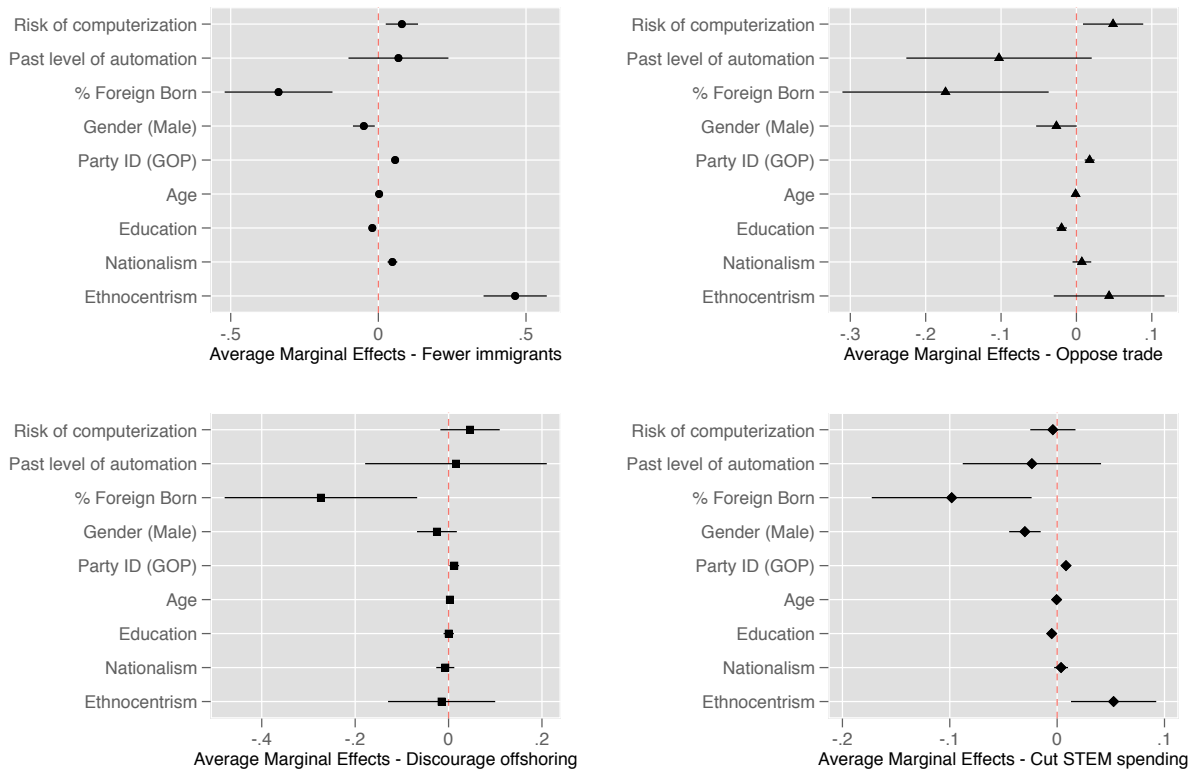 Risk of computerization
Past level of automation
% Foreign Born
Gender (Male)
Party ID (GOP)
Age
Education
Nationalism
Ethnocentrism
-.5 0 .5
Average Marginal Effects - Fewer immigrants
Risk of computerization
Past level of automation
% Foreign Born
Gender (Male)
Party ID (GOP)
Age
Education
Nationalism
Ethnocentrism
-.3 -.2 -.1 0 .1
Average Marginal Effects - Oppose trade
Risk of computerization
Past level of automation
% Foreign Born
Gender (Male)
Party ID (GOP)
Age
Education
Nationalism
Ethnocentrism
-.4 -.2 0 .2
Average Marginal Effects - Discourage offshoring
Risk of computerization
Past level of automation
% Foreign Born
Gender (Male)
Party ID (GOP)
Age
Education
Nationalism
Ethnocentrism
-.2 -.1 0 .1
Average Marginal Effects - Cut STEM spending